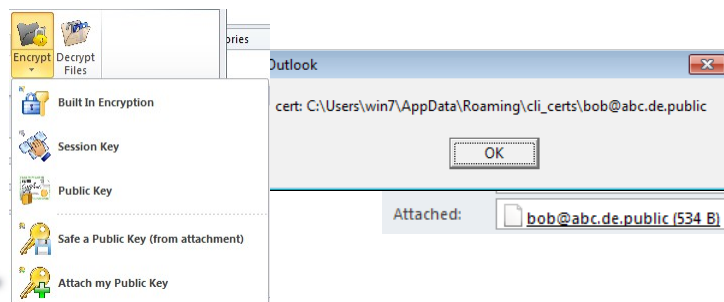 Encrypt
Decrypt
Files
ories
Built In Encryption
Session Key
Public Key
Safe a Public Key (from attachment)
Attach my Public Key
Outlook
cert: C:\Users\win7\AppData\Roaming\cli_certs\bob@abc.de.public
OK
Attached:
bob@abc.de.public (534 B)